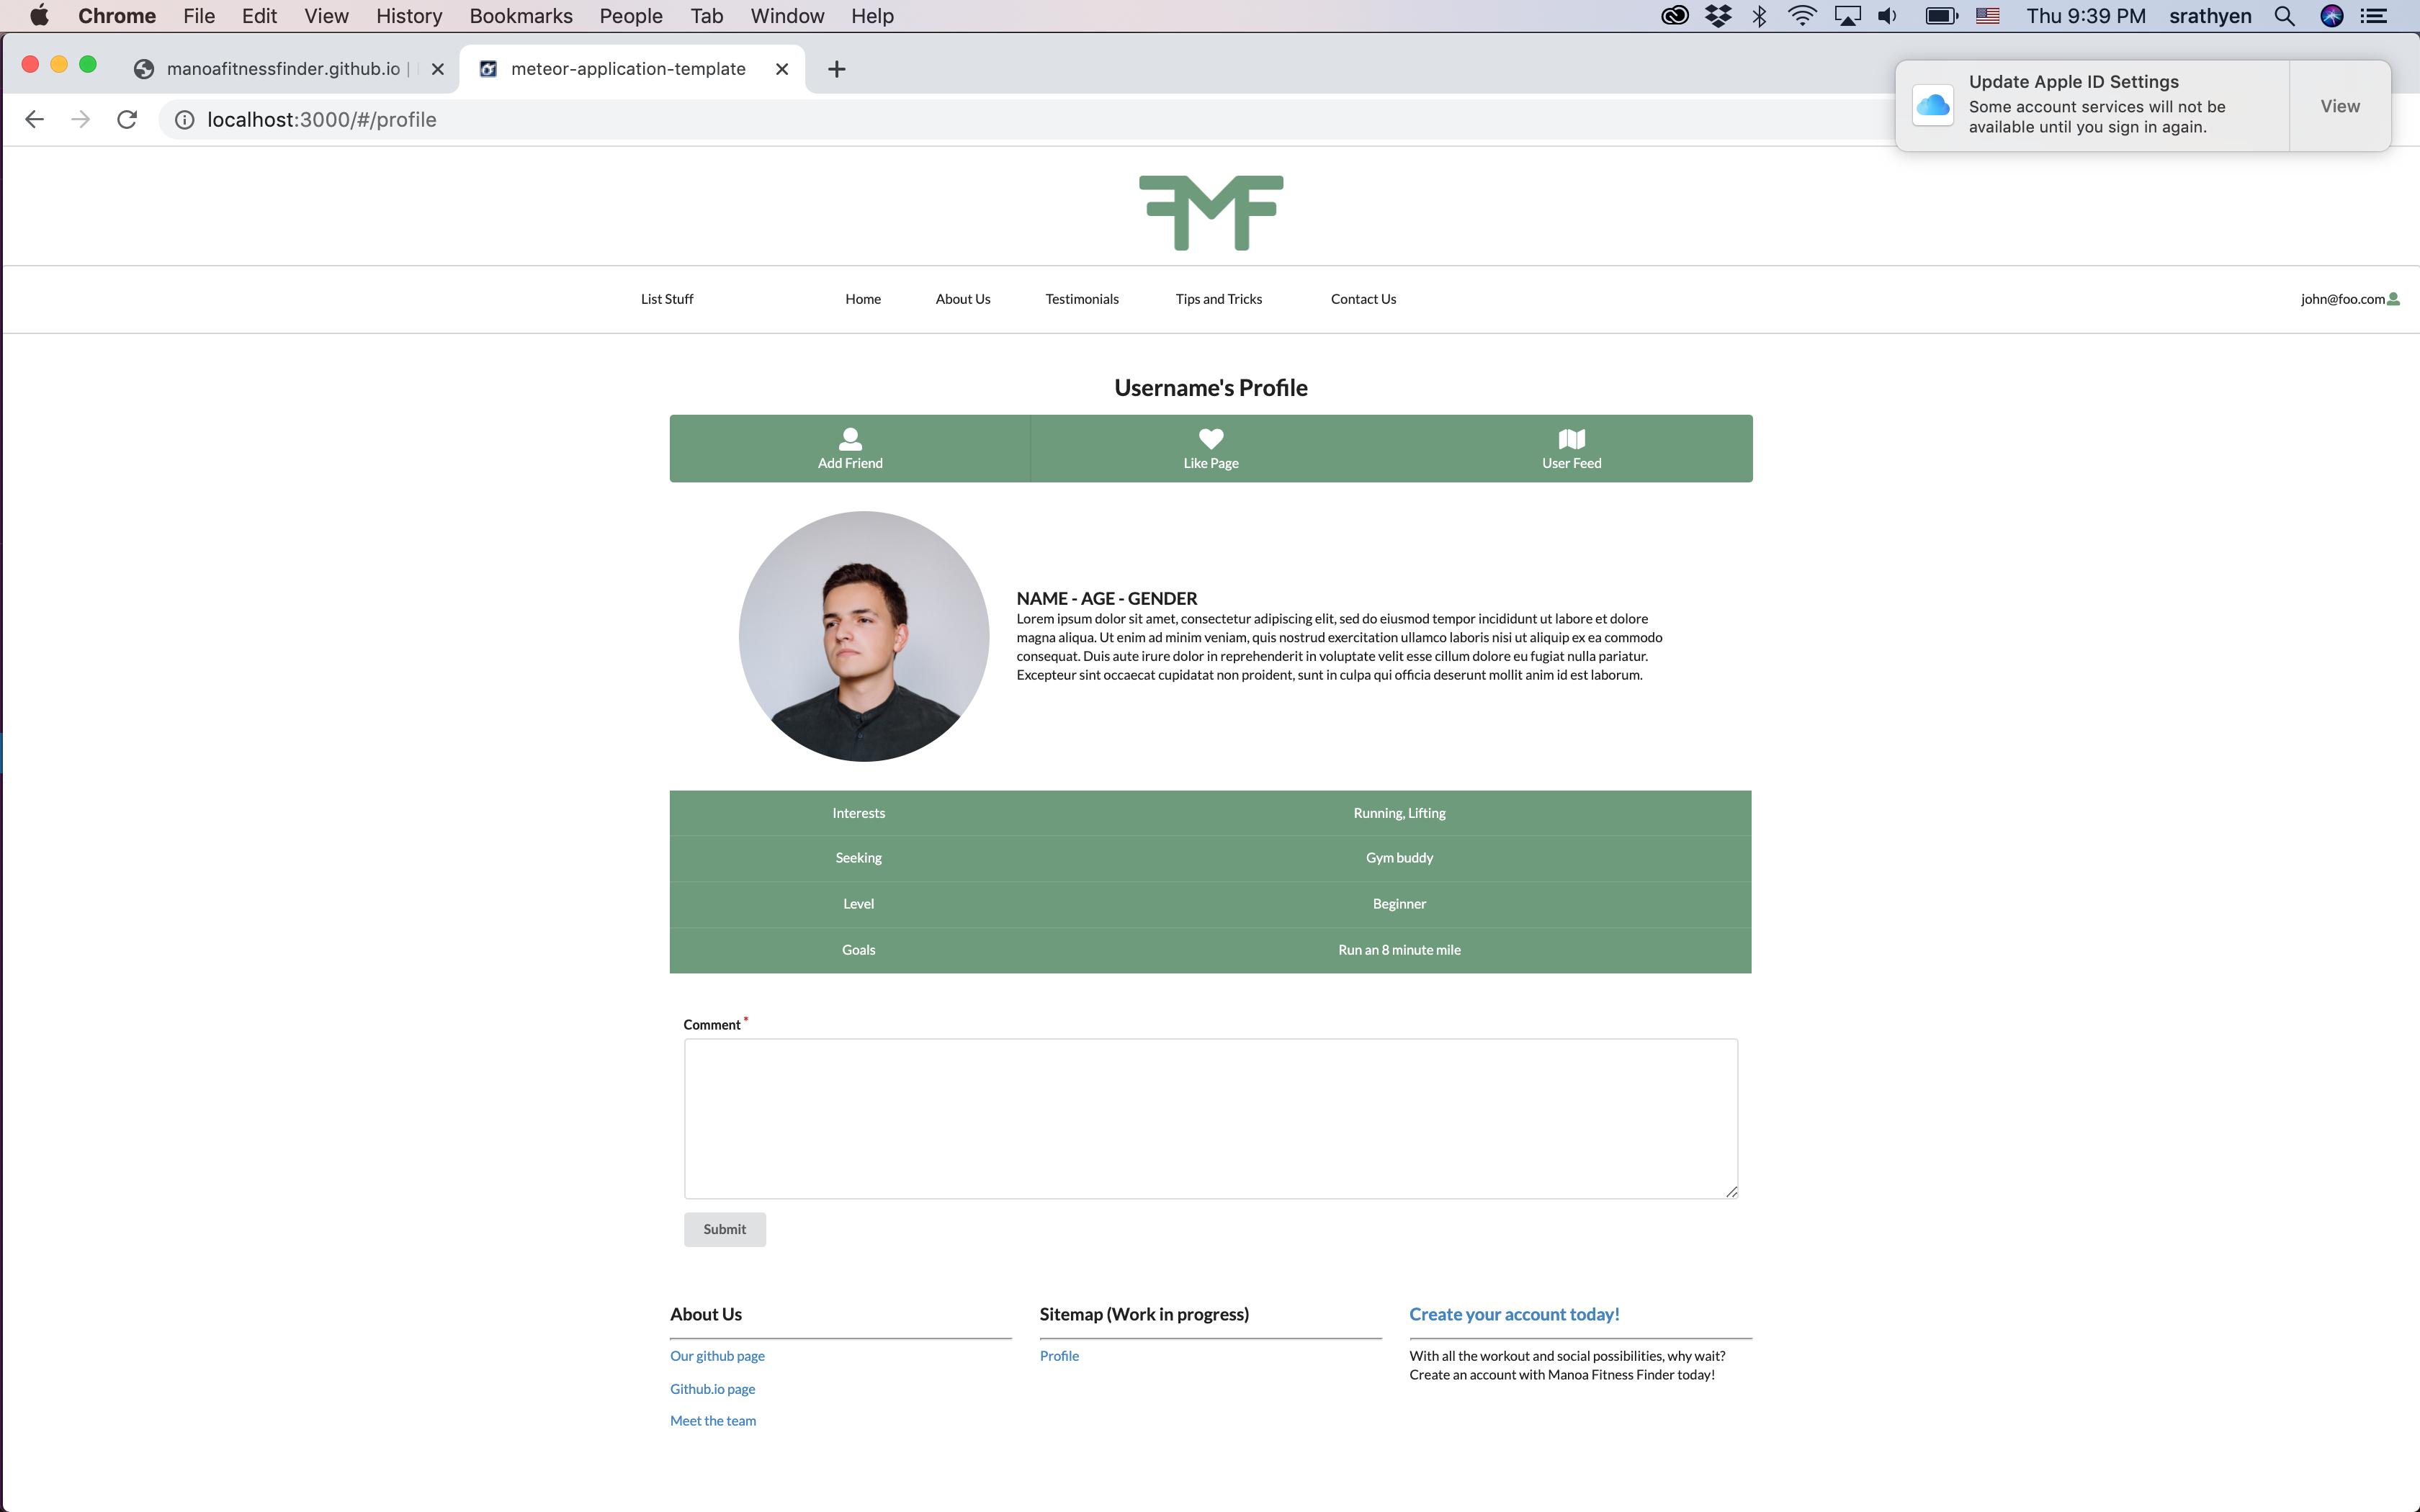 Chrome File Edit View History Bookmarks People Tab Window Help Thu 9:39 PM srathyen
manoafitnessfinder.github.io | meteor-application-template
Update Apple ID Settings
Some account services will not be
available until you sign in again.
View
localhost:3000/#/profile
List Stuff Home About Us Testimonials Tips and Tricks Contact Us john@foo.com
Username's Profile
Add Friend Like Page User Feed
NAME - AGE - GENDER
Lorem ipsum dolor sit amet, consectetur adipiscing elit, sed do eiusmod tempor incididunt ut labore et dolore
magna aliqua. Ut enim ad minim veniam, quis nostrud exercitation ullamco laboris nisi ut aliquip ex ea commodo
consequat. Duis aute irure dolor in reprehenderit in voluptate velit esse cillum dolore eu fugiat nulla pariatur.
Excepteur sint occaecat cupidatat non proident, sunt in culpa qui officia deserunt mollit anim id est laborum.
Interests Running, Lifting
Seeking Gym buddy
Level Beginner
Goals Run an 8 minute mile
Comment *
Submit
About Us
Our github page
Github.io page
Meet the team
Sitemap (Work in progress)
Profile
Create your account today!
With all the workout and social possibilities, why wait?
Create an account with Manoa Fitness Finder today!